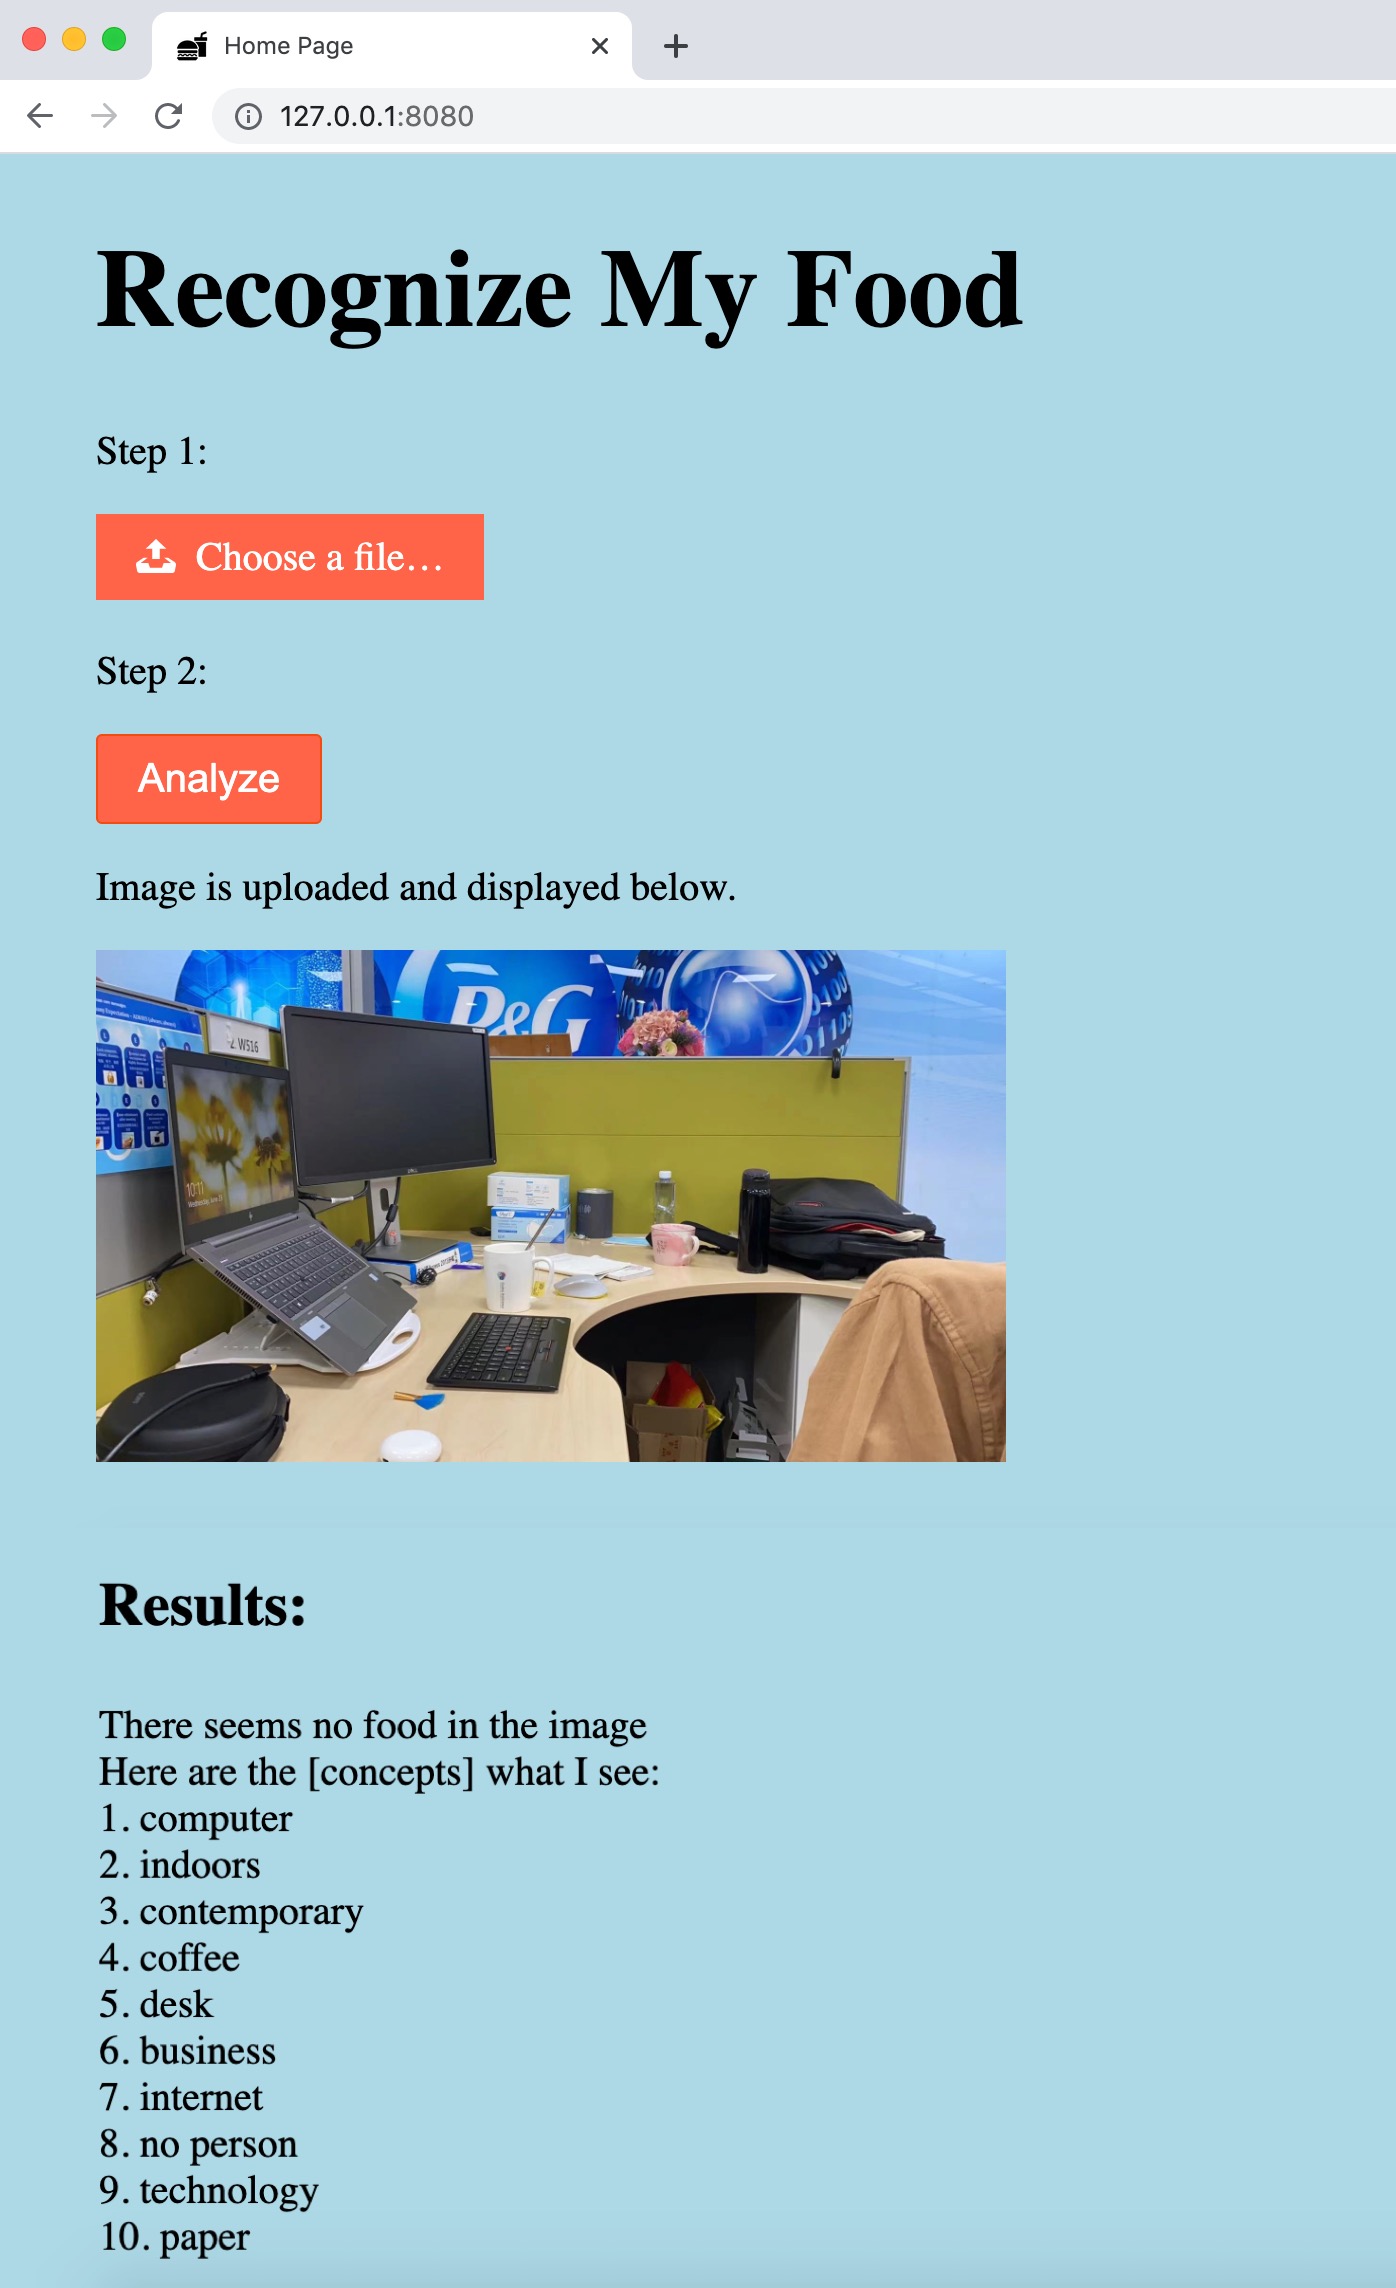 Home Page
127.0.0.1:8080
Recognize My Food
Step 1:
Choose a file…
Step 2:
Analyze
Image is uploaded and displayed below.
P&G
W516
10:11
DELL
Results:
There seems no food in the image
Here are the [concepts] what I see:
1. computer
2. indoors
3. contemporary
4. coffee
5. desk
6. business
7. internet
8. no person
9. technology
10. paper